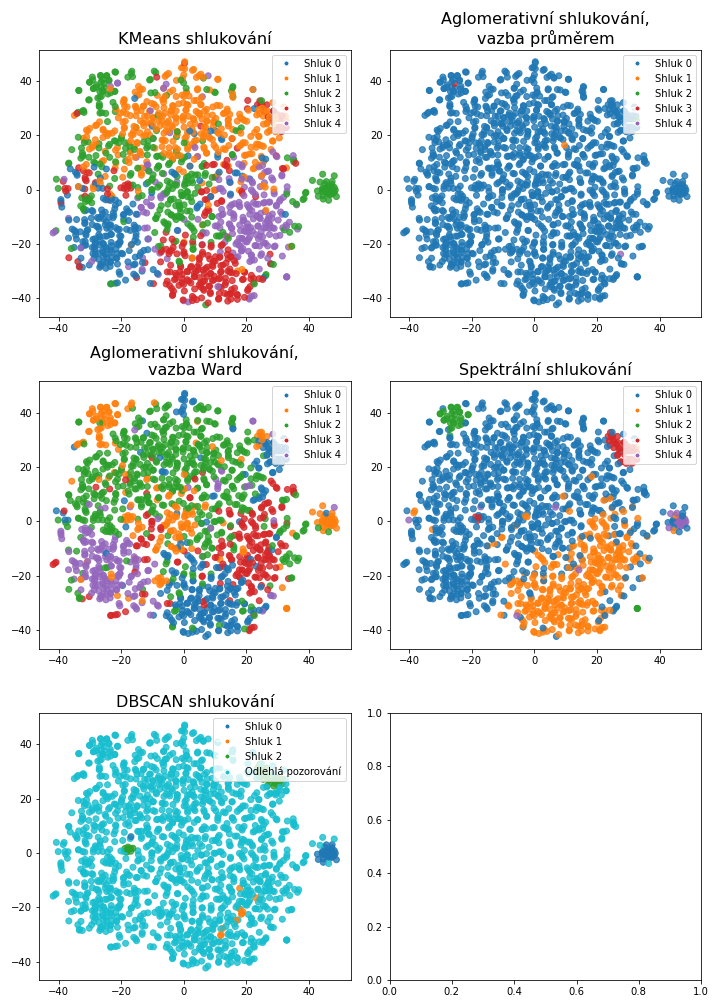 KMeans shlukování
Shluk 0
Shluk 1
Shluk 2
Shluk 3
Shluk 4
40
20
0
−20
−40
−40
−20
0
20
40
Aglomerativní shlukování,
vazba průměrem
Shluk 0
Shluk 1
Shluk 2
Shluk 3
Shluk 4
40
20
0
−20
−40
−40
−20
0
20
40
Aglomerativní shlukování,
vazba Ward
Shluk 0
Shluk 1
Shluk 2
Shluk 3
Shluk 4
40
20
0
−20
−40
−40
−20
0
20
40
Spektrální shlukování
Shluk 0
Shluk 1
Shluk 2
Shluk 3
Shluk 4
40
20
0
−20
−40
−40
−20
0
20
40
DBSCAN shlukování
Shluk 0
Shluk 1
Shluk 2
Odlehlá pozorování
40
20
0
−20
−40
−40
−20
0
20
40
1.0
0.8
0.6
0.4
0.2
0.0
0.0
0.2
0.4
0.6
0.8
1.0